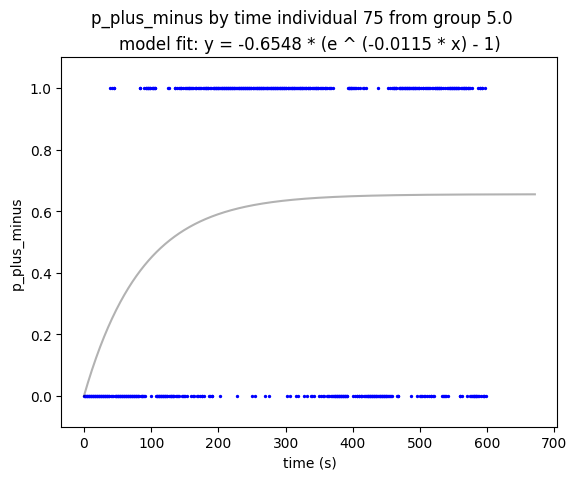 p_plus_minus by time individual 75 from group 5.0
model fit: y = -0.6548 * (e ^ (-0.0115 * x) - 1)
1.0
0.8
0.6
0.4
0.2
0.0
p_plus_minus
0 100 200 300 400 500 600 700
time (s)